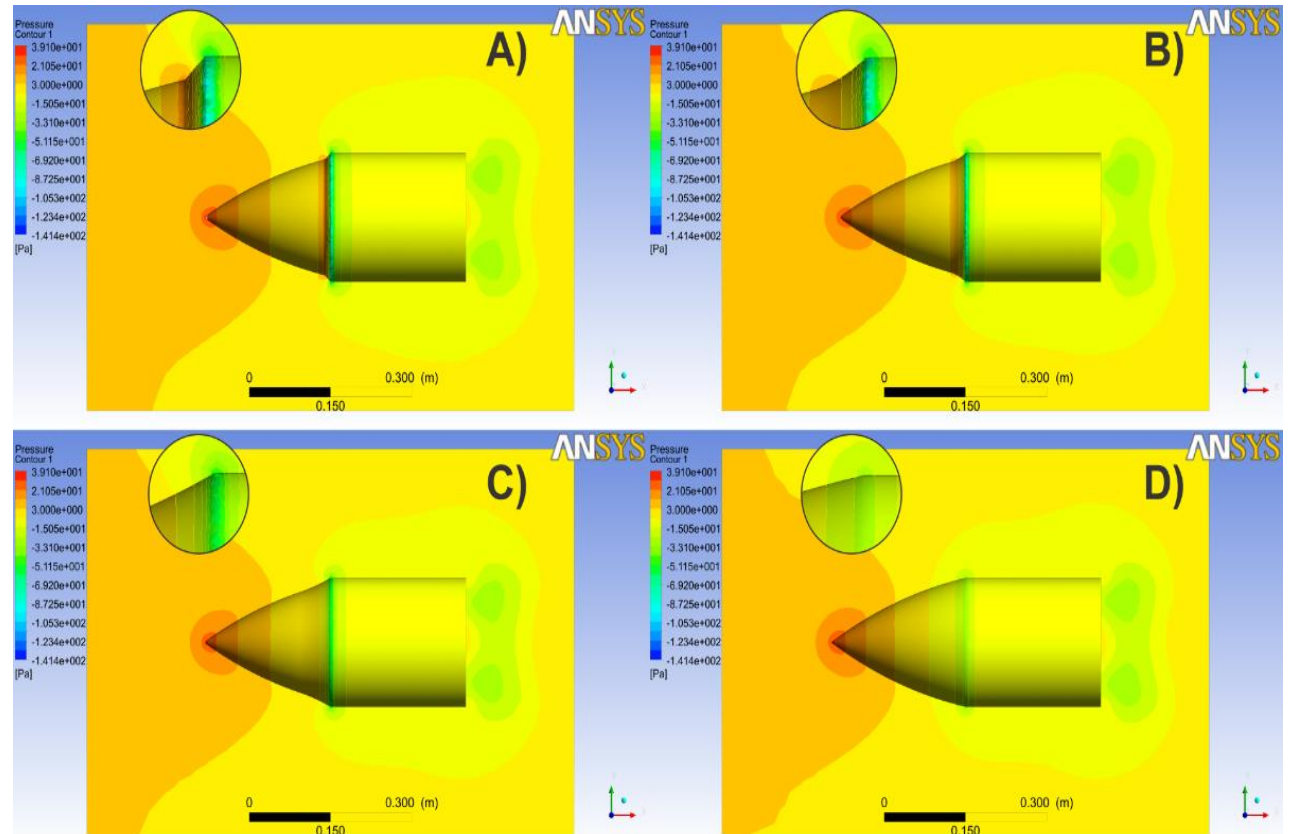 A)
ANSYS
Pressure
Contour 1
3.910e+001
2.105e+001
3.000e+000
-1.505e+001
-3.310e+001
-5.115e+001
-6.920e+001
-8.725e+001
-1.053e+002
-1.234e+002
-1.414e+002
[Pa]
0 0.300 (m)
0.150
B)
ANSYS
Pressure
Contour 1
3.910e+001
2.105e+001
3.000e+000
-1.505e+001
-3.310e+001
-5.115e+001
-6.920e+001
-8.725e+001
-1.053e+002
-1.234e+002
-1.414e+002
[Pa]
0 0.300 (m)
0.150
C)
ANSYS
Pressure
Contour 1
3.910e+001
2.105e+001
3.000e+000
-1.505e+001
-3.310e+001
-5.115e+001
-6.920e+001
-8.725e+001
-1.053e+002
-1.234e+002
-1.414e+002
[Pa]
0 0.300 (m)
0.150
D)
ANSYS
Pressure
Contour 1
3.910e+001
2.105e+001
3.000e+000
-1.505e+001
-3.310e+001
-5.115e+001
-6.920e+001
-8.725e+001
-1.053e+002
-1.234e+002
-1.414e+002
[Pa]
0 0.300 (m)
0.150